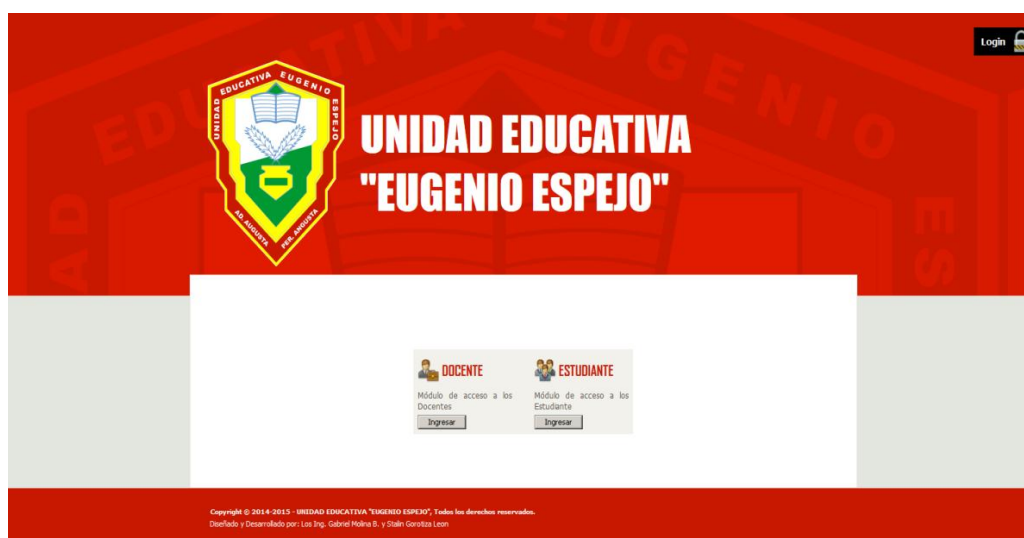 Login
UNIDAD EDUCATIVA EUGENIO ESPEJO
AD. AUGUSTA PER. ANGUSTA
UNIDAD EDUCATIVA
"EUGENIO ESPEJO"
DOCENTE
Módulo de acceso a los
Docentes
Ingresar
ESTUDIANTE
Módulo de acceso a los
Estudiante
Ingresar
Copyright © 2014-2015 - UNIDAD EDUCATIVA "EUGENIO ESPEJO", Todos los derechos reservados.
Diseñado y Desarrollado por: Los Ing. Gabriel Molina B. y Stalin Gorotiza Leon